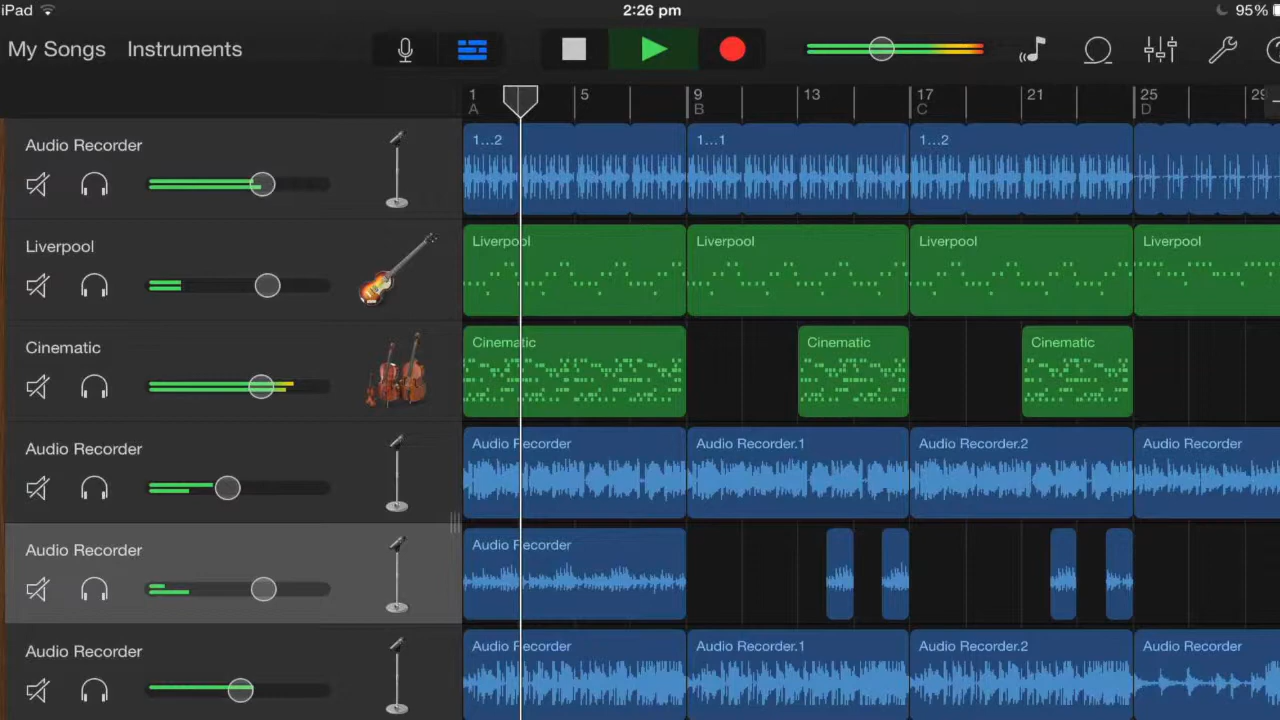 iPad 2:26 pm 95%
My Songs Instruments
1 5 9 13 17 21 25 29
A B C D
Audio Recorder 1...2 1...1 1...2
Liverpool Liverpool Liverpool Liverpool Liverpool
Cinematic Cinematic Cinematic Cinematic
Audio Recorder Audio Recorder Audio Recorder.1 Audio Recorder.2 Audio Recorder
Audio Recorder Audio Recorder
Audio Recorder Audio Recorder Audio Recorder.1 Audio Recorder.2 Audio Recorder